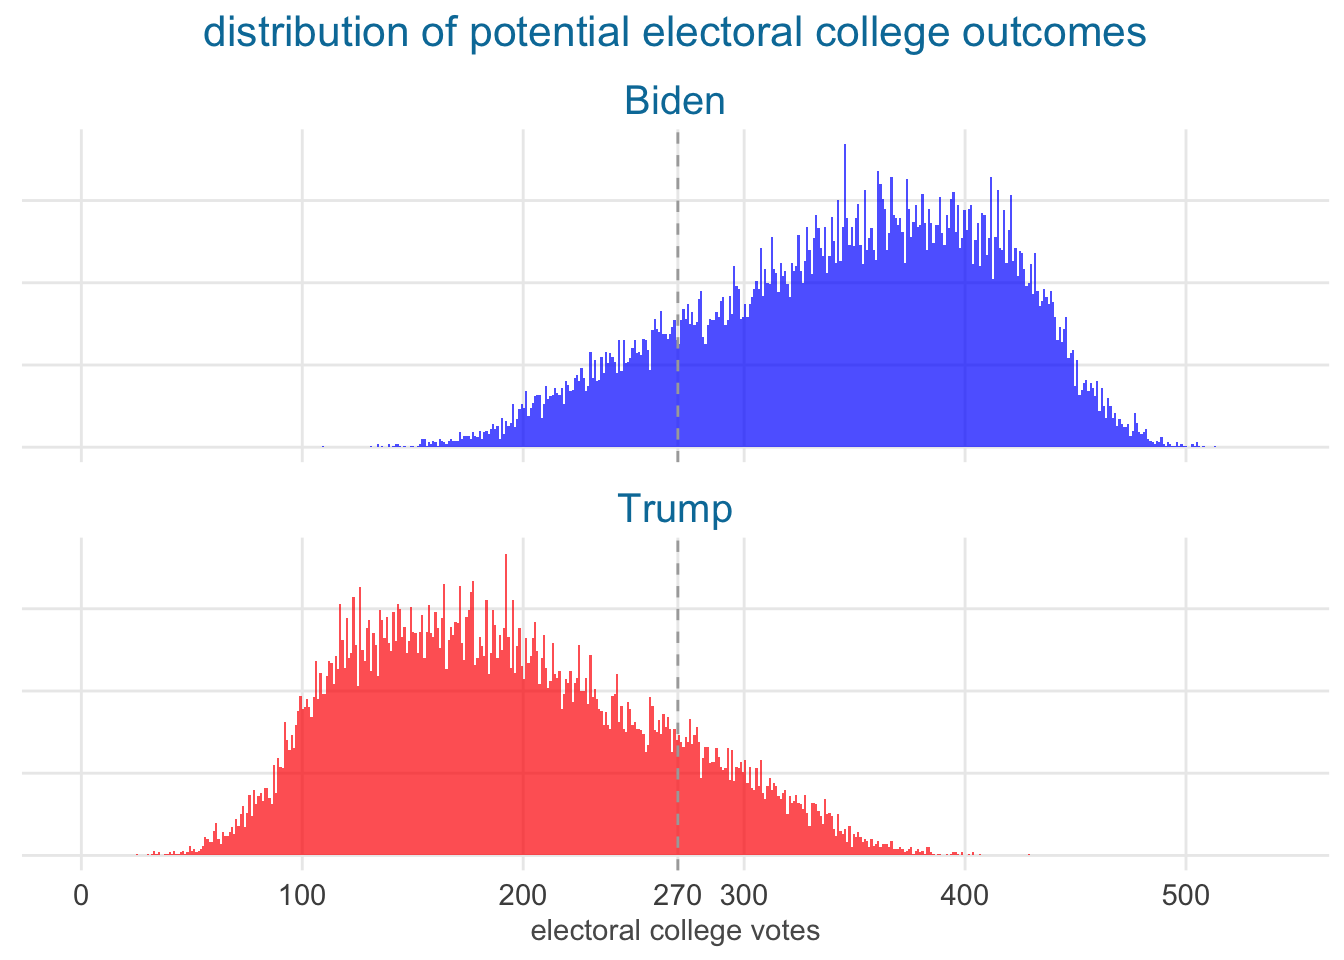 distribution of potential electoral college outcomes
Biden
Trump
0 100 200 270 300 400 500
electoral college votes